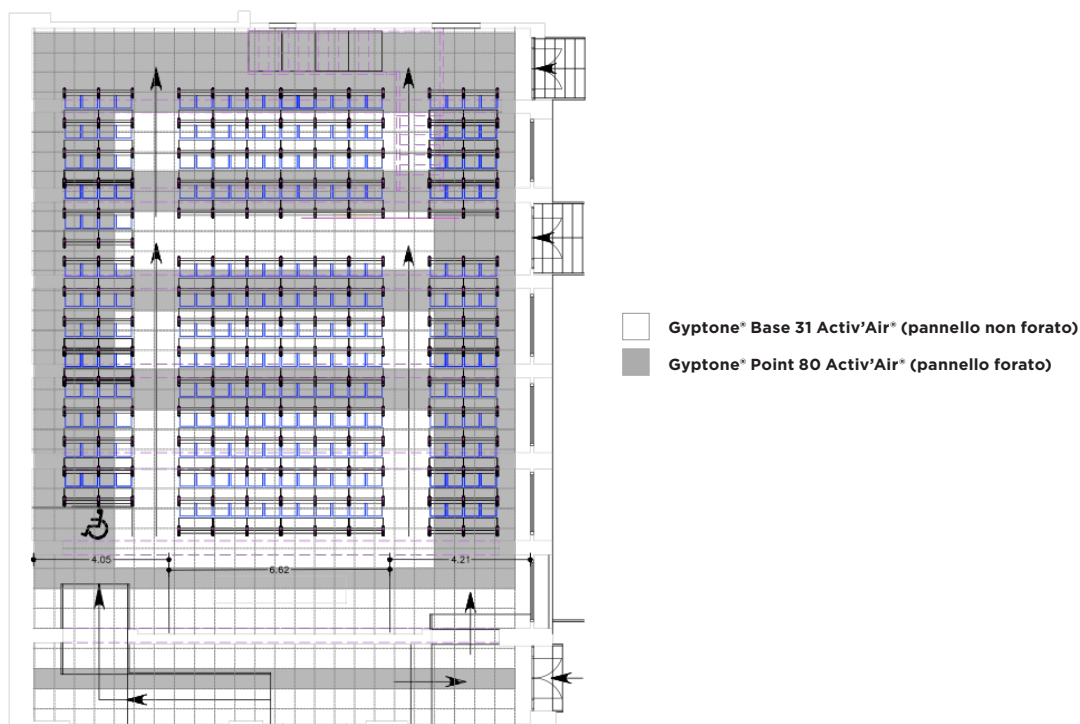 4.05
6.62
4.21
Gyptone® Base 31 Activ’Air® (pannello non forato)
Gyptone® Point 80 Activ’Air® (pannello forato)